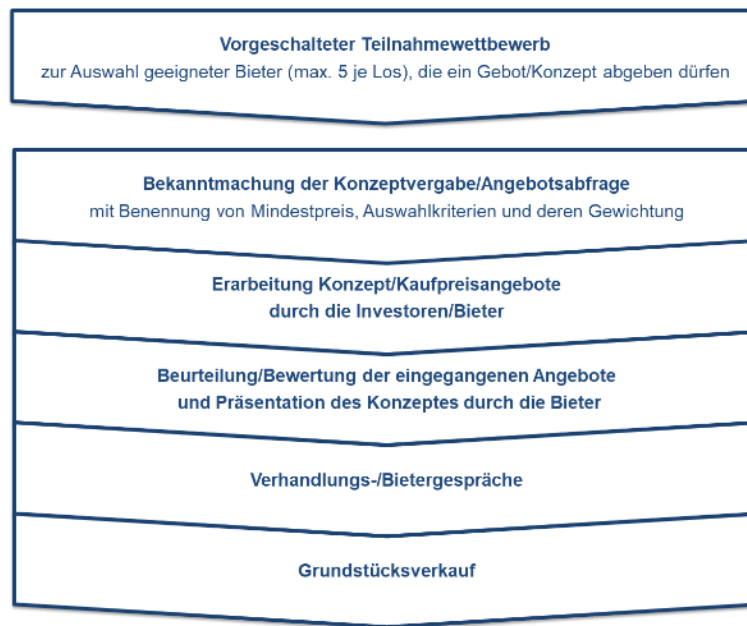 Vorgeschalteter Teilnahmewettbewerb
zur Auswahl geeigneter Bieter (max. 5 je Los), die ein Gebot/Konzept abgeben dürfen
Bekanntmachung der Konzeptvergabe/Angebotsabfrage
mit Benennung von Mindestpreis, Auswahlkriterien und deren Gewichtung
Erarbeitung Konzept/Kaufpreisangebote
durch die Investoren/Bieter
Beurteilung/Bewertung der eingegangenen Angebote
und Präsentation des Konzeptes durch die Bieter
Verhandlungs-/Bietergespräche
Grundstücksverkauf